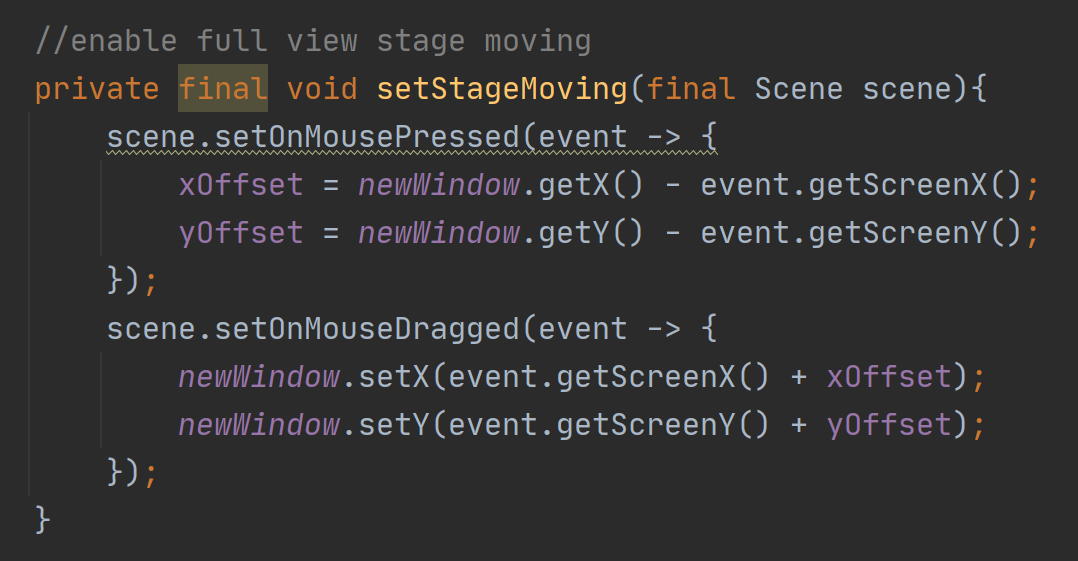 //enable full view stage moving
private final void setStageMoving(final Scene scene){
scene.setOnMousePressed(event -> {
xOffset = newWindow.getX() - event.getScreenX();
yOffset = newWindow.getY() - event.getScreenY();
});
scene.setOnMouseDragged(event -> {
newWindow.setX(event.getScreenX() + xOffset);
newWindow.setY(event.getScreenY() + yOffset);
});
}